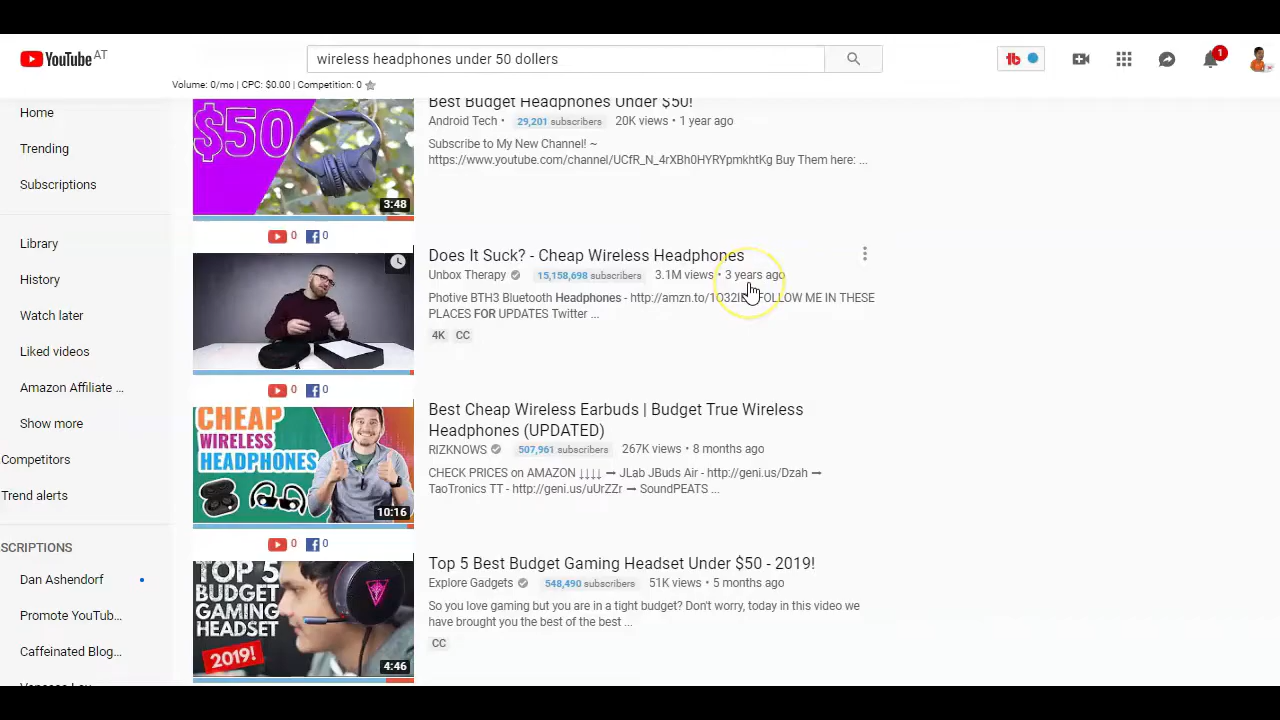 YouTube AT
wireless headphones under 50 dollers
1
Volume: 0/mo | CPC: $0.00 | Competition: 0
Home
Trending
Subscriptions
Library
History
Watch later
Liked videos
Amazon Affiliate ...
Show more
Competitors
Trend alerts
SCRIPTIONS
Dan Ashendorf
Promote YouTub...
Caffeinated Blog...
$50
3:48
Best Budget Headphones Under $50!
Android Tech • 29,201 subscribers 20K views • 1 year ago
Subscribe to My New Channel! ~
https://www.youtube.com/channel/UCfR_N_4rXBh0HYRYpmkhtKg Buy Them here: ...
0 0
Does It Suck? - Cheap Wireless Headphones
Unbox Therapy 15,158,698 subscribers 3.1M views • 3 years ago
Photive BTH3 Bluetooth Headphones - FOLLOW ME IN THESE
PLACES FOR UPDATES Twitter ...
4K CC
0 0
CHEAP
WIRELESS
HEADPHONES
10:16
Best Cheap Wireless Earbuds | Budget True Wireless
Headphones (UPDATED)
RIZKNOWS 507,961 subscribers 267K views • 8 months ago
CHECK PRICES on AMAZON ↓↓↓↓ ➞ JLab JBuds Air - http://geni.us/Dzah ➞
TaoTronics TT - http://geni.us/uUrZZr ➞ SoundPEATS ...
0 0
TOP 5
BUDGET
GAMING
HEADSET
2019!
4:46
Top 5 Best Budget Gaming Headset Under $50 - 2019!
Explore Gadgets 548,490 subscribers 51K views • 5 months ago
So you love gaming but you are in a tight budget? Don't worry, today in this video we
have brought you the best of the best ...
CC